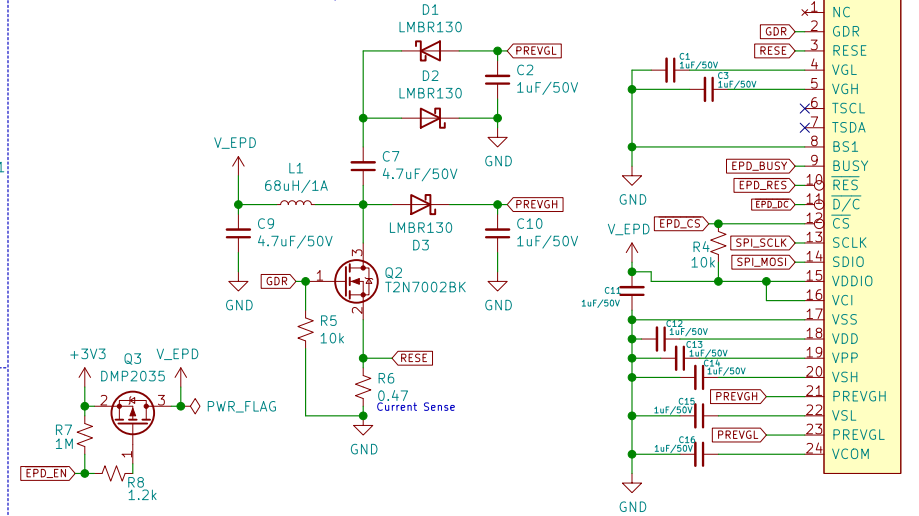 D1
LMBR130
PREVGL
D2
LMBR130
C2
1uF/50V
GND
V_EPD
L1
68uH/1A
C7
4.7uF/50V
C9
4.7uF/50V
GND
LMBR130
D3
PREVGH
C10
1uF/50V
GND
GDR
1
3
2
Q2
T2N7002BK
R5
10k
RESE
R6
0.47
Current Sense
GND
+3V3
Q3
DMP2035
V_EPD
2
3
1
PWR_FLAG
R7
1M
EPD_EN
R8
1.2k
C1
1uF/50V
C3
1uF/50V
GND
V_EPD
C11
1uF/50V
R4
10k
C12
1uF/50V
C13
1uF/50V
C14
1uF/50V
C15
1uF/50V
C16
1uF/50V
GND
1 NC
GDR 2 GDR
RESE 3 RESE
4 VGL
5 VGH
6 TSCL
7 TSDA
8 BS1
EPD_BUSY 9 BUSY
EPD_RES 10 RES
EPD_DC 11 D/C
EPD_CS 12 CS
SPI_SCLK 13 SCLK
SPI_MOSI 14 SDIO
15 VDDIO
16 VCI
17 VSS
18 VDD
19 VPP
20 VSH
PREVGH 21 PREVGH
22 VSL
PREVGL 23 PREVGL
24 VCOM